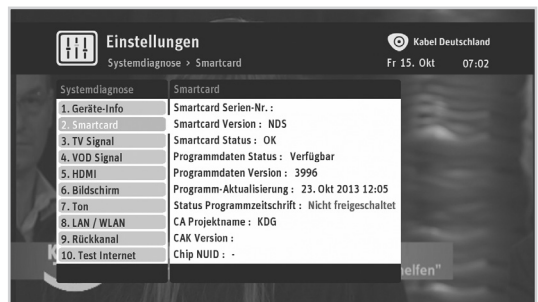 Einstellungen
Kabel Deutschland
Systemdiagnose > Smartcard
Fr 15. Okt 07:02
Systemdiagnose
Smartcard
1. Geräte-Info
2. Smartcard
3. TV Signal
4. VOD Signal
5. HDMI
6. Bildschirm
7. Ton
8. LAN / WLAN
9. Rückkanal
10. Test Internet
Smartcard Serien-Nr. :
Smartcard Version : NDS
Smartcard Status : OK
Programmdaten Status : Verfügbar
Programmdaten Version : 3996
Programm-Aktualisierung : 23. Okt 2013 12:05
Status Programmzeitschrift : Nicht freigeschaltet
CA Projektname : KDG
CAK Version :
Chip NUID : -
elfen"